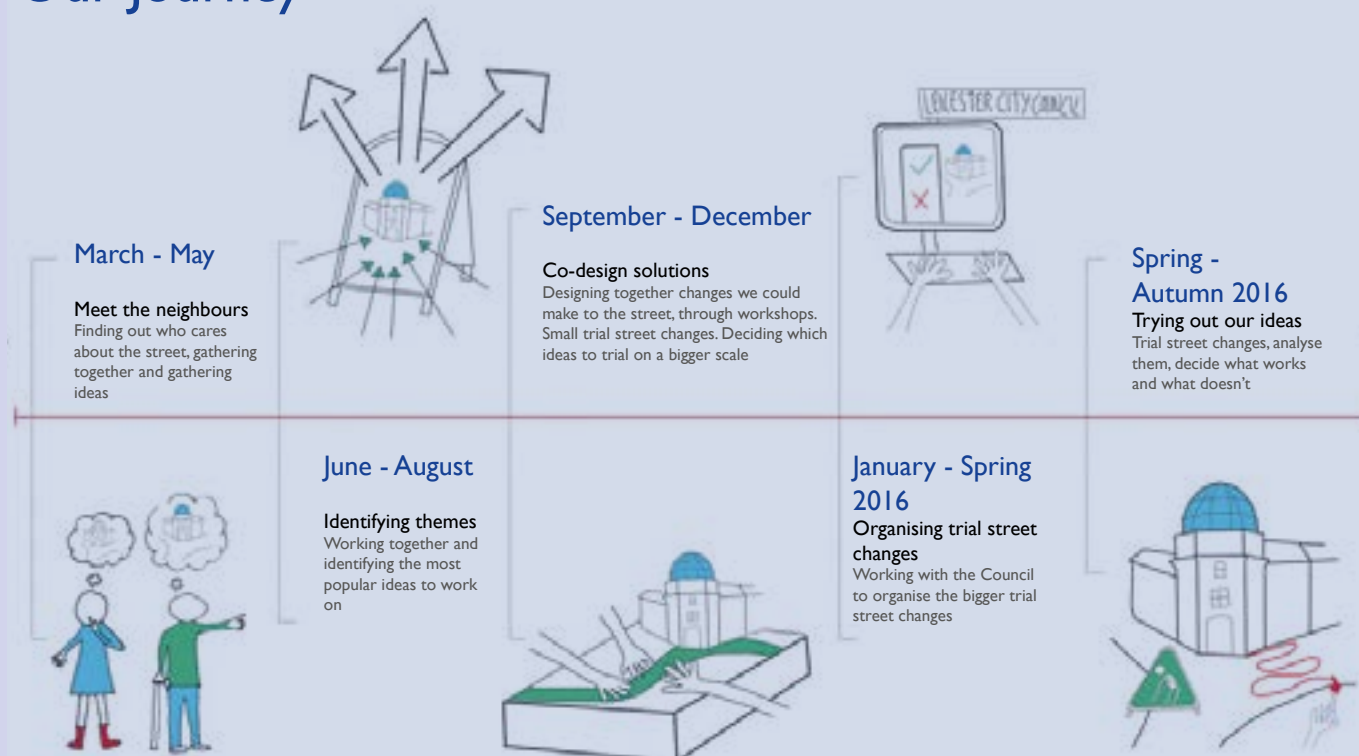 Our journey
March - May
Meet the neighbours
Finding out who cares
about the street, gathering
together and gathering
ideas
June - August
Identifying themes
Working together and
identifying the most
popular ideas to work
on
September - December
Co-design solutions
Designing together changes we could
make to the street, through workshops.
Small trial street changes. Deciding which
ideas to trial on a bigger scale
LEICESTER CITY COUNCIL
January - Spring
2016
Organising trial street
changes
Working with the Council
to organise the bigger trial
street changes
Spring -
Autumn 2016
Trying out our ideas
Trial street changes, analyse
them, decide what works
and what doesn't